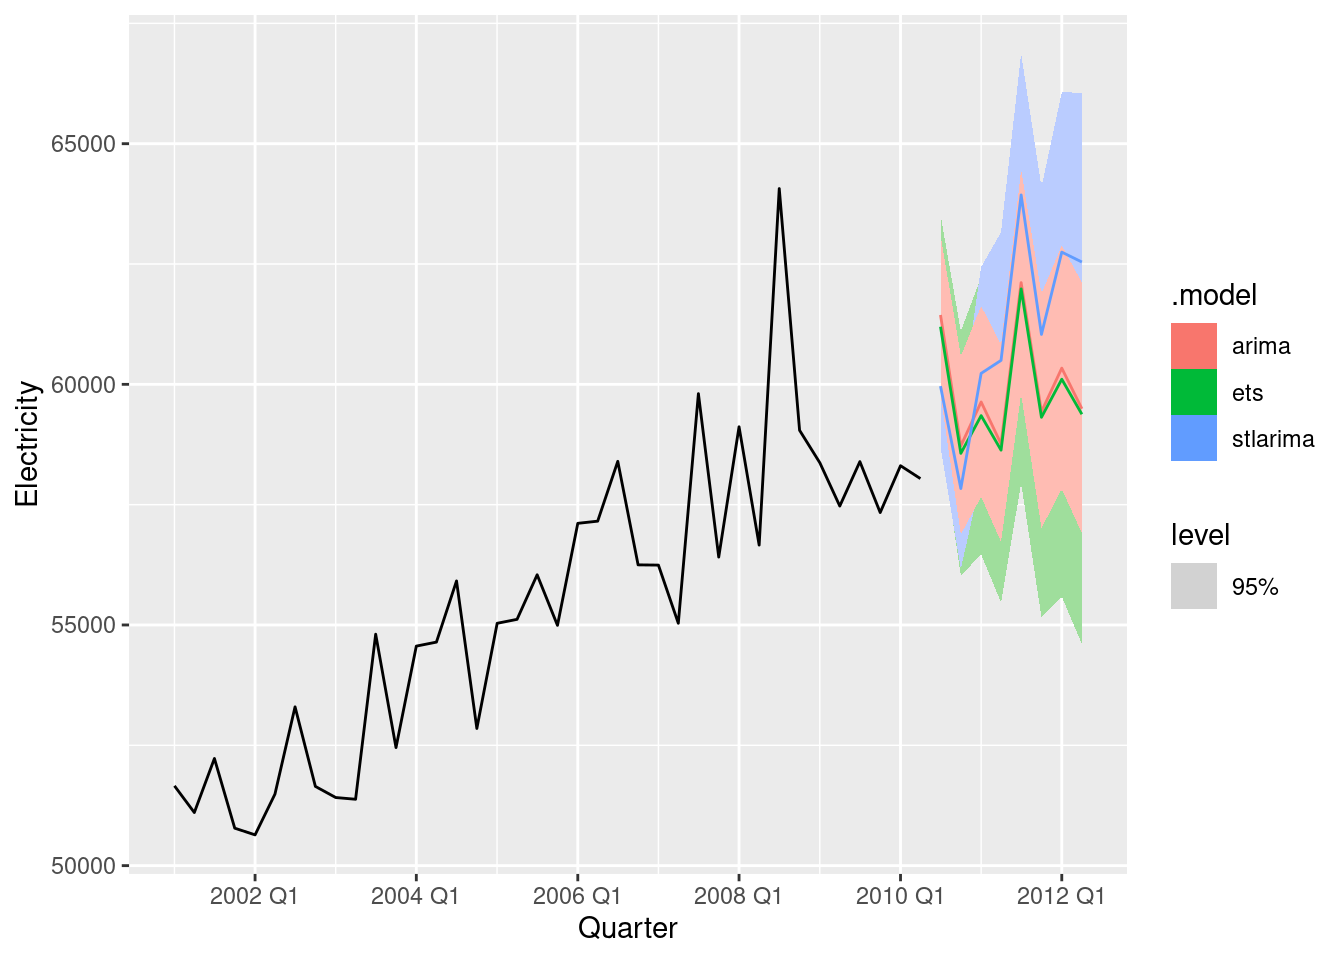 65000
60000
55000
50000
Electricity
2002 Q1
2004 Q1
2006 Q1
2008 Q1
2010 Q1
2012 Q1
Quarter
.model
arima
ets
stlarima
level
95%